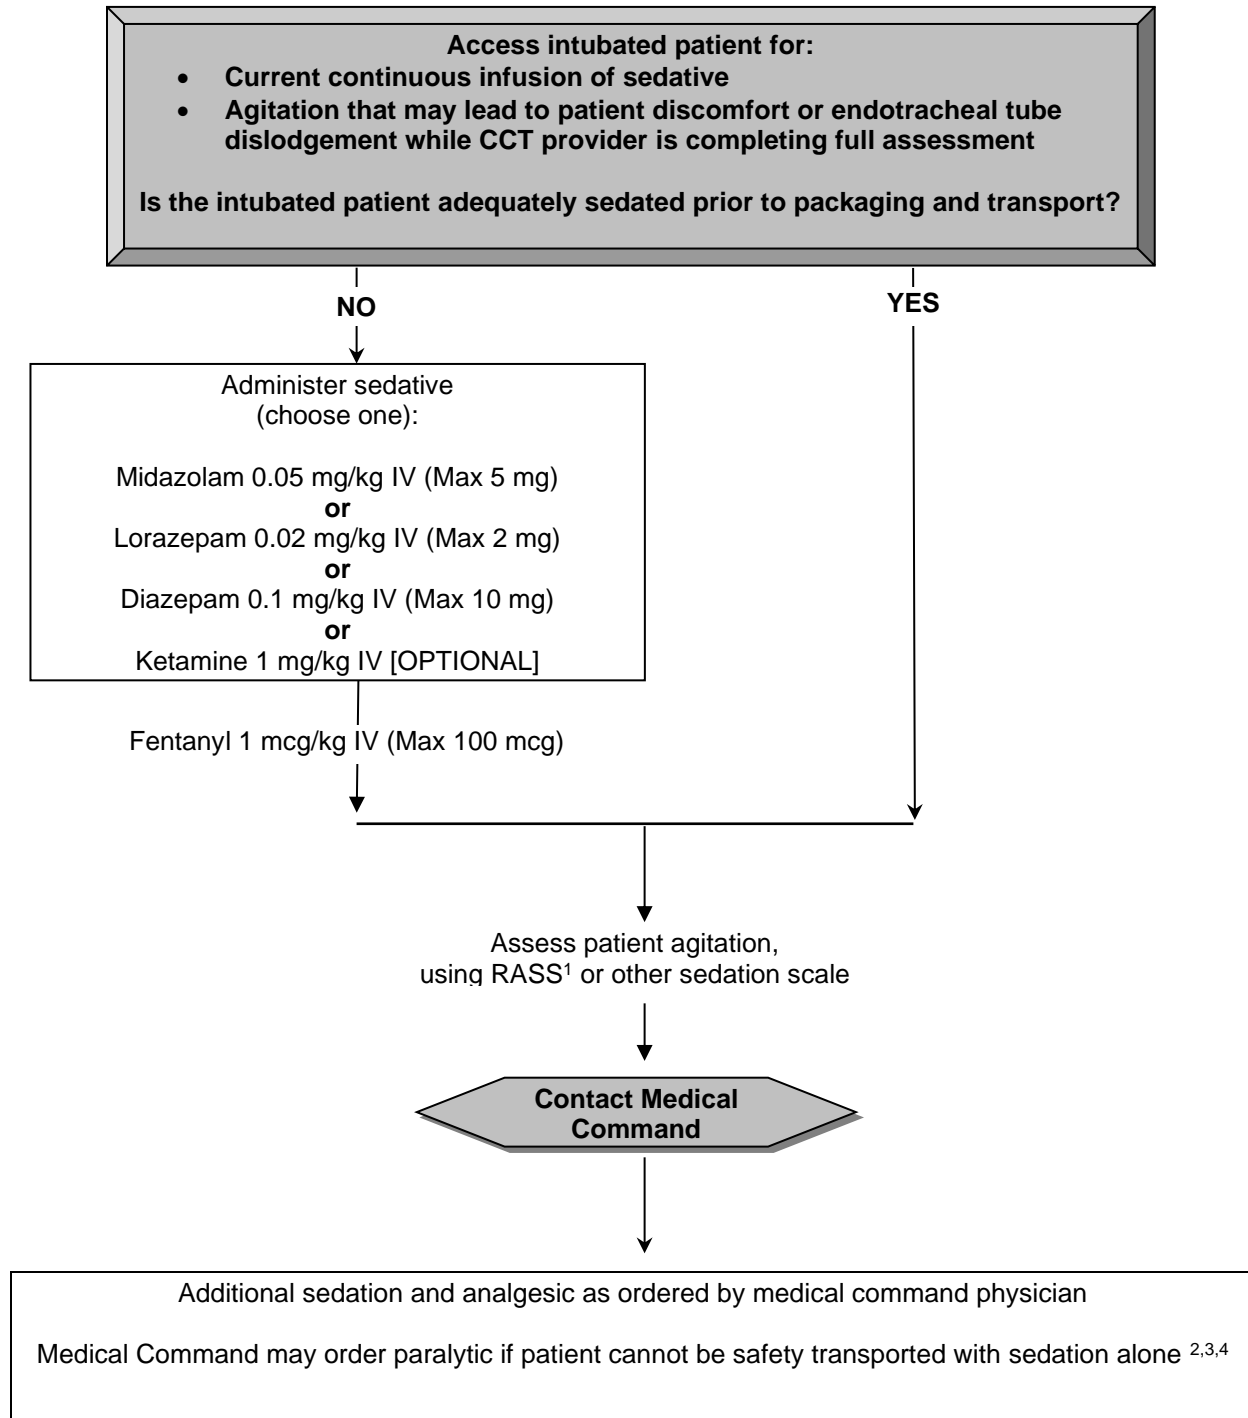 Access intubated patient for:
• Current continuous infusion of sedative
• Agitation that may lead to patient discomfort or endotracheal tube
dislodgement while CCT provider is completing full assessment
Is the intubated patient adequately sedated prior to packaging and transport?
NO
YES
Administer sedative
(choose one):
Midazolam 0.05 mg/kg IV (Max 5 mg)
or
Lorazepam 0.02 mg/kg IV (Max 2 mg)
or
Diazepam 0.1 mg/kg IV (Max 10 mg)
or
Ketamine 1 mg/kg IV [OPTIONAL]
Fentanyl 1 mcg/kg IV (Max 100 mcg)
Assess patient agitation,
using RASS¹ or other sedation scale
Contact Medical
Command
Additional sedation and analgesic as ordered by medical command physician
Medical Command may order paralytic if patient cannot be safety transported with sedation alone ²,³,⁴